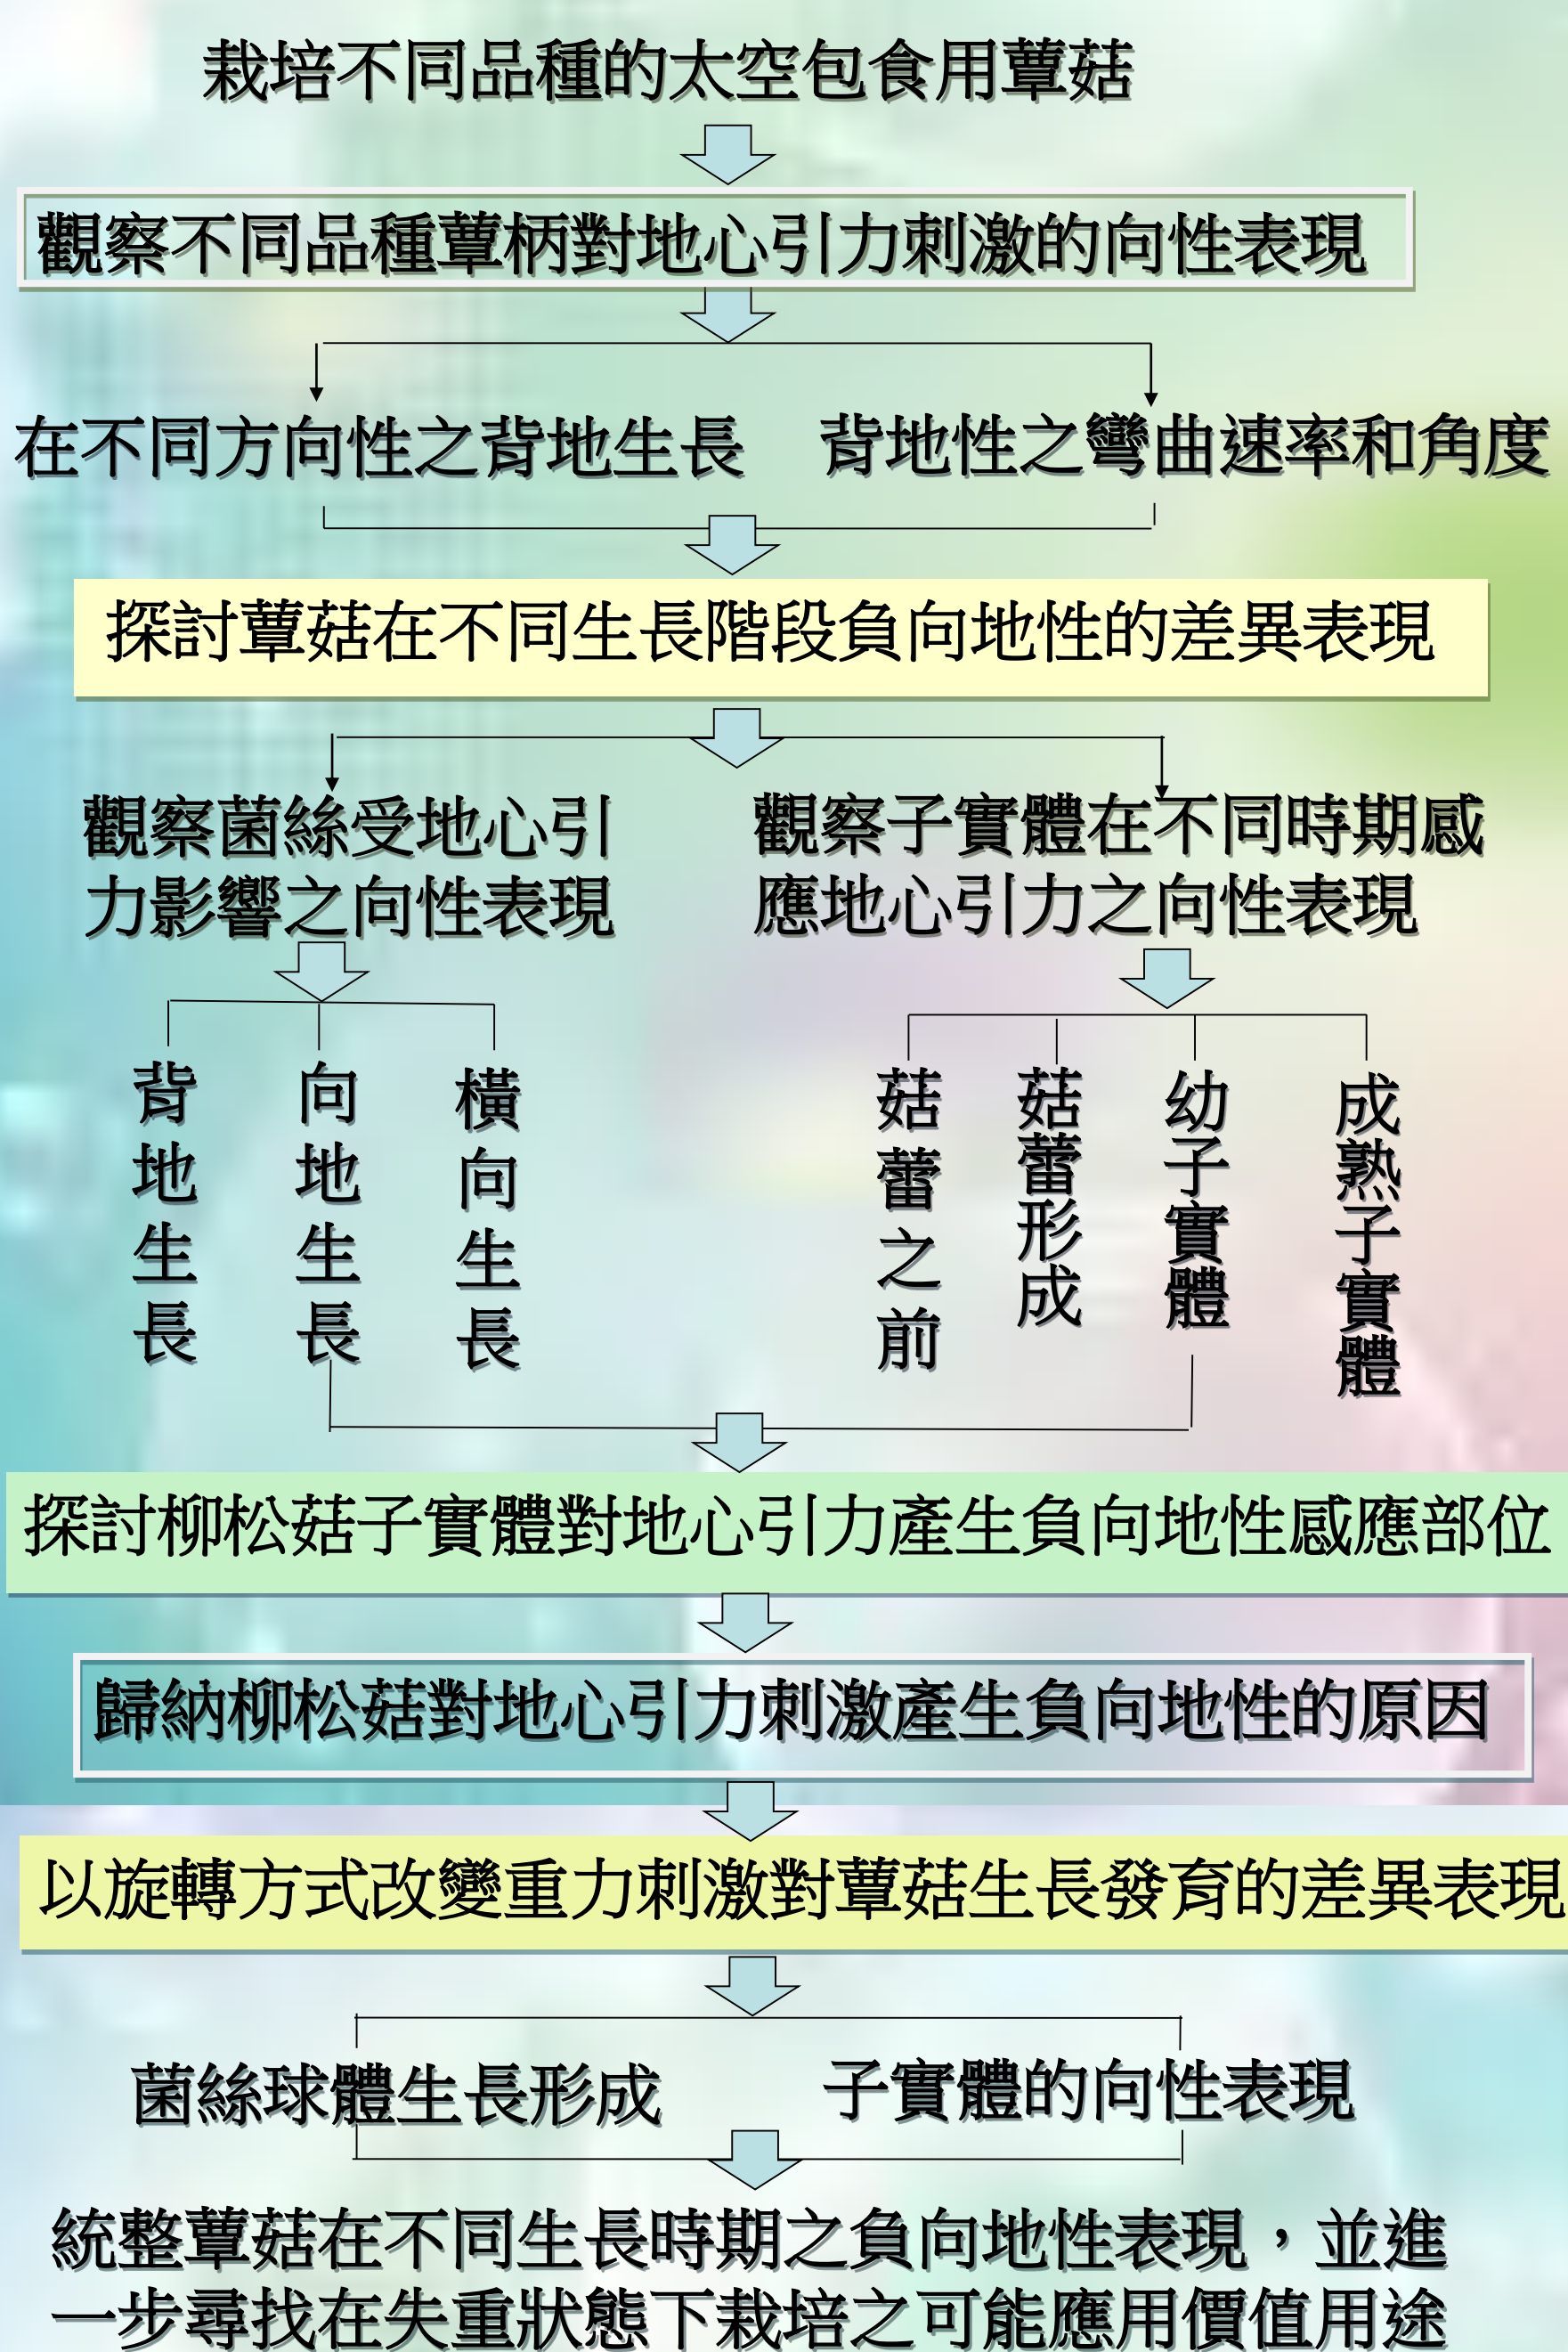 栽培不同品種的太空包食用蕈菇
觀察不同品種蕈柄對地心引力刺激的向性表現
在不同方向性之背地生長
背地性之彎曲速率和角度
探討蕈菇在不同生長階段負向地性的差異表現
觀察菌絲受地心引
力影響之向性表現
觀察子實體在不同時期感
應地心引力之向性表現
背地生長
向地生長
橫向生長
菇蕾之前
菇蕾形成
幼子實體
成熟子實體
探討柳松菇子實體對地心引力產生負向地性感應部位
歸納柳松菇對地心引力刺激產生負向地性的原因
以旋轉方式改變重力刺激對蕈菇生長發育的差異表現
菌絲球體生長形成
子實體的向性表現
統整蕈菇在不同生長時期之負向地性表現，並進
一步尋找在失重狀態下栽培之可能應用價值用途